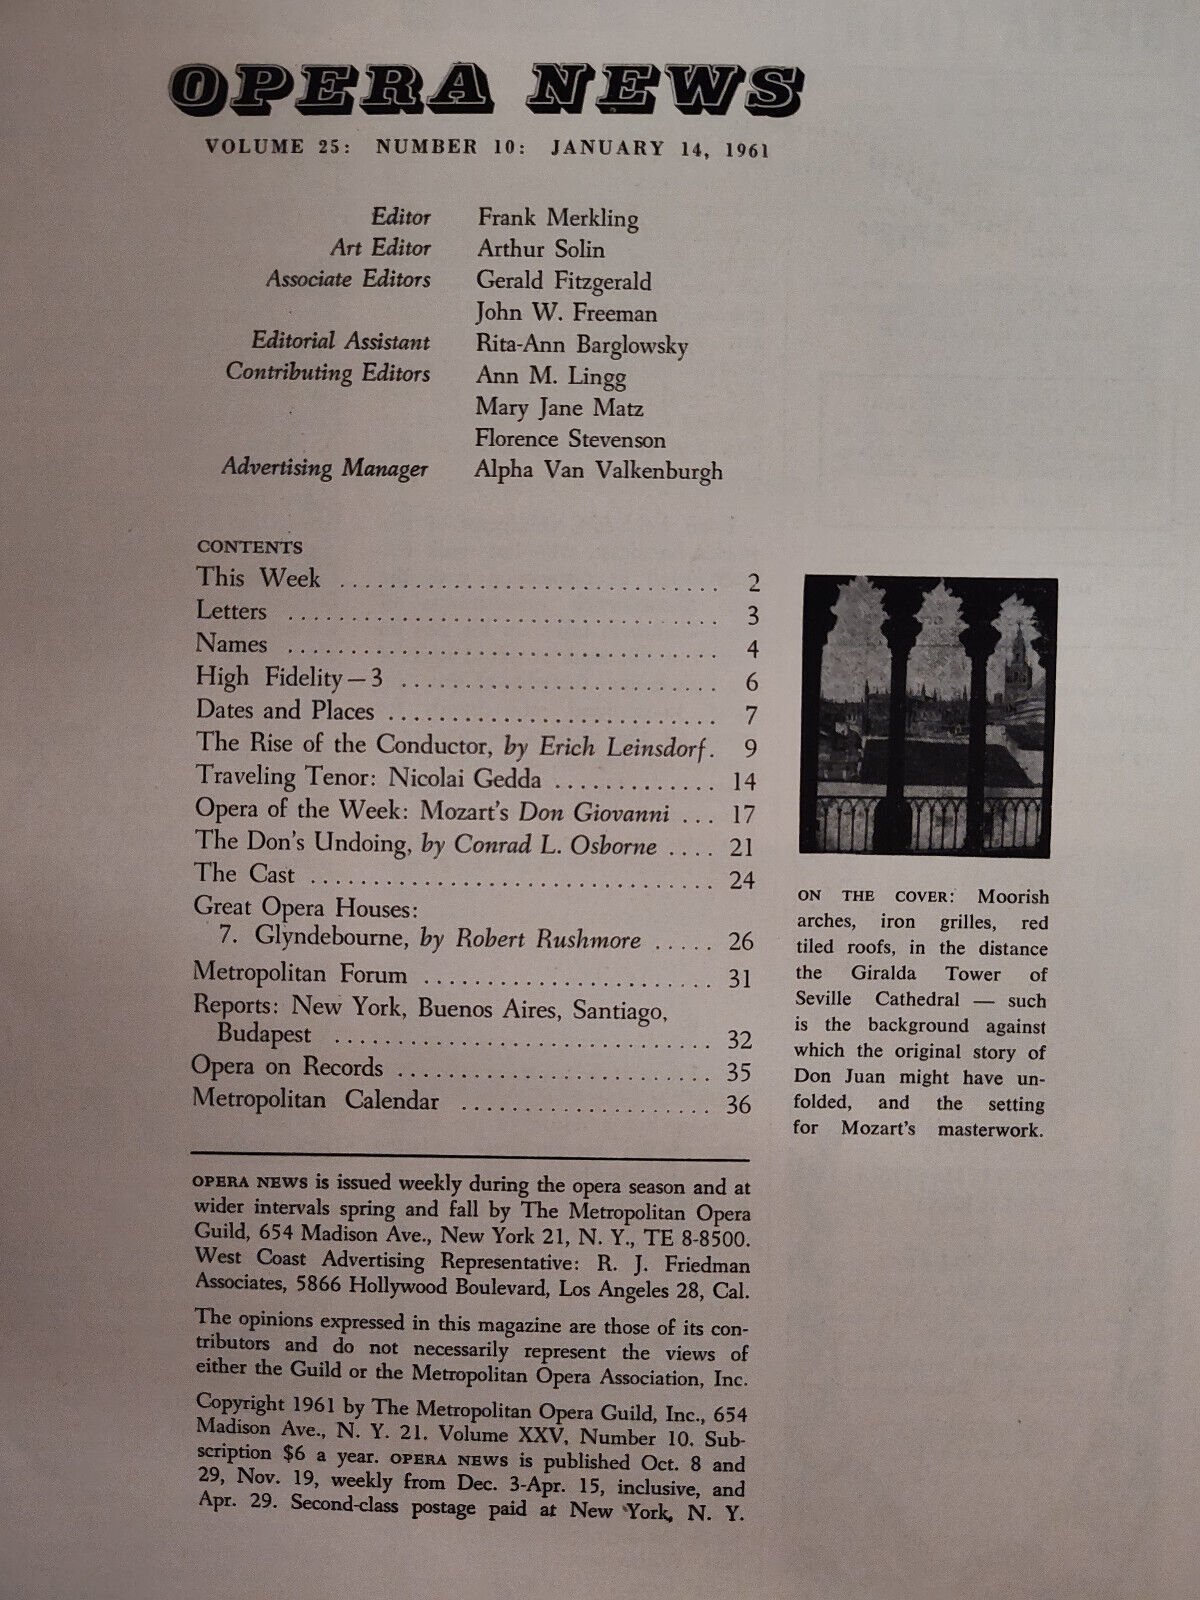 OPERA NEWS
VOLUME 25: NUMBER 10: JANUARY 14, 1961
Editor Frank Merkling
Art Editor Arthur Solin
Associate Editors Gerald Fitzgerald
John W. Freeman
Editorial Assistant Rita-Ann Barglowsky
Contributing Editors Ann M. Lingg
Mary Jane Matz
Florence Stevenson
Advertising Manager Alpha Van Valkenburgh
CONTENTS
This Week ........................................ 2
Letters ........................................ 3
Names ........................................ 4
High Fidelity—3 .............................. 6
Dates and Places .............................. 7
The Rise of the Conductor, by Erich Leinsdorf. 9
Traveling Tenor: Nicolai Gedda ............. 14
Opera of the Week: Mozart's Don Giovanni ... 17
The Don's Undoing, by Conrad L. Osborne .... 21
The Cast ................................. 24
Great Opera Houses:
7. Glyndebourne, by Robert Rushmore ..... 26
Metropolitan Forum ........................ 31
Reports: New York, Buenos Aires, Santiago,
Budapest ................................ 32
Opera on Records .......................... 35
Metropolitan Calendar ..................... 36
ON THE COVER: Moorish
arches, iron grilles, red
tiled roofs, in the distance
the Giralda Tower of
Seville Cathedral — such
is the background against
which the original story of
Don Juan might have un-
folded, and the setting
for Mozart's masterwork.
OPERA NEWS is issued weekly during the opera season and at
wider intervals spring and fall by The Metropolitan Opera
Guild, 654 Madison Ave., New York 21, N. Y., TE 8-8500.
West Coast Advertising Representative: R. J. Friedman
Associates, 5866 Hollywood Boulevard, Los Angeles 28, Cal.
The opinions expressed in this magazine are those of its con-
tributors and do not necessarily represent the views of
either the Guild or the Metropolitan Opera Association, Inc.
Copyright 1961 by The Metropolitan Opera Guild, Inc., 654
Madison Ave., N. Y. 21. Volume XXV, Number 10. Sub-
scription $6 a year. OPERA NEWS is published Oct. 8 and
29, Nov. 19, weekly from Dec. 3-Apr. 15, inclusive, and
Apr. 29. Second-class postage paid at New York, N. Y.